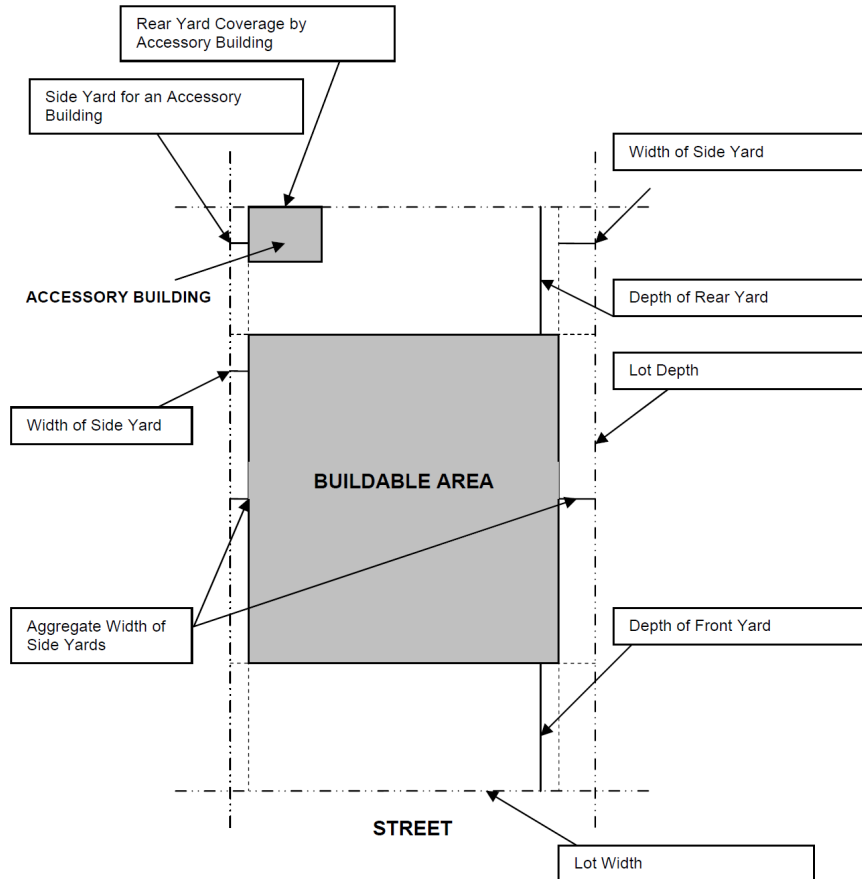 Rear Yard Coverage by
Accessory Building
Side Yard for an Accessory
Building
Width of Side Yard
ACCESSORY BUILDING
Depth of Rear Yard
Lot Depth
Width of Side Yard
BUILDABLE AREA
Aggregate Width of
Side Yards
Depth of Front Yard
STREET
Lot Width